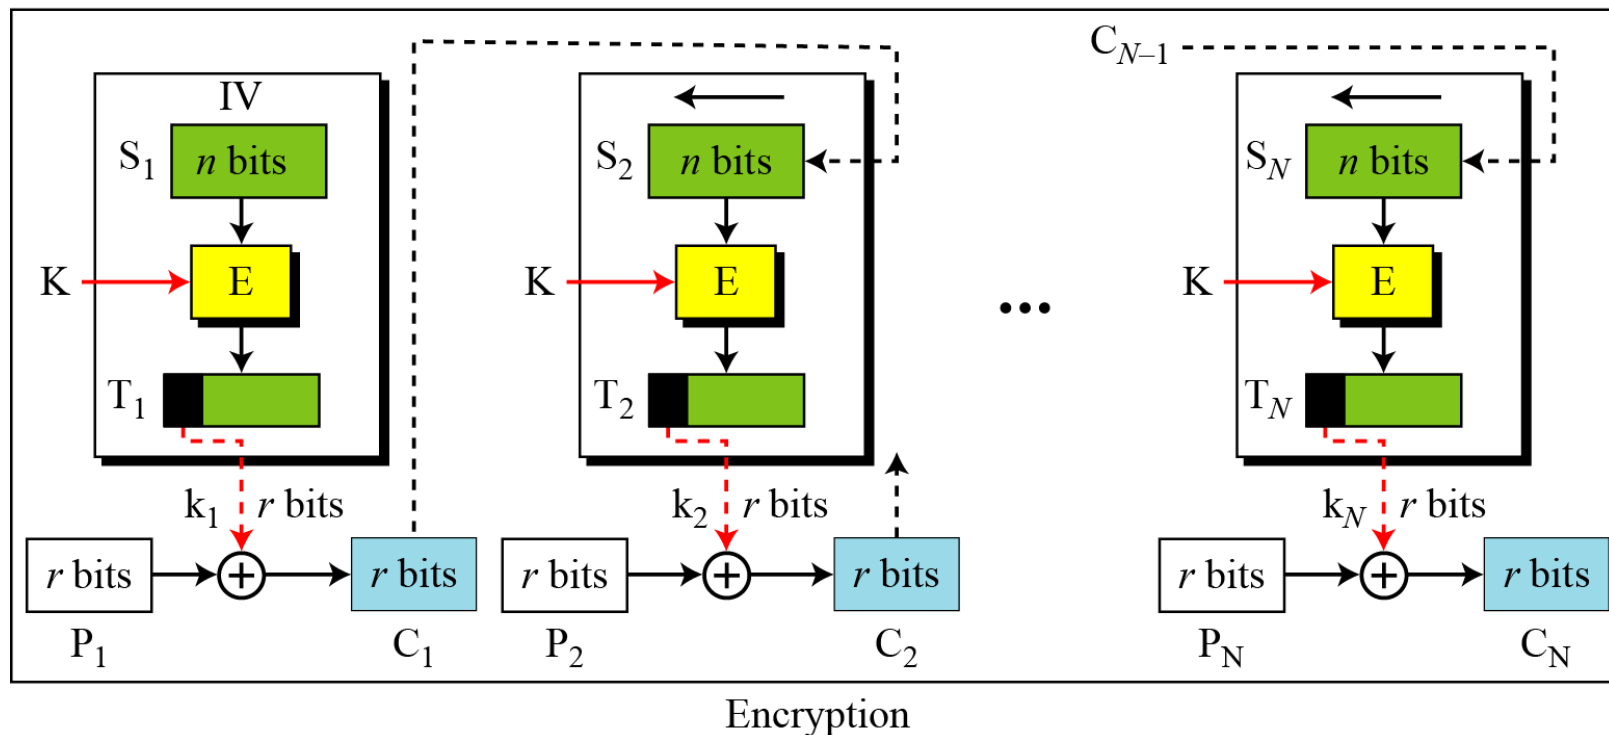 C_{N–1}
IV
S_1 n bits
S_2 n bits
S_N n bits
K E
K E
...
K E
T_1
T_2
T_N
k_1 r bits
k_2 r bits
k_N r bits
r bits + r bits
r bits + r bits
r bits + r bits
P_1 C_1
P_2 C_2
P_N C_N
Encryption